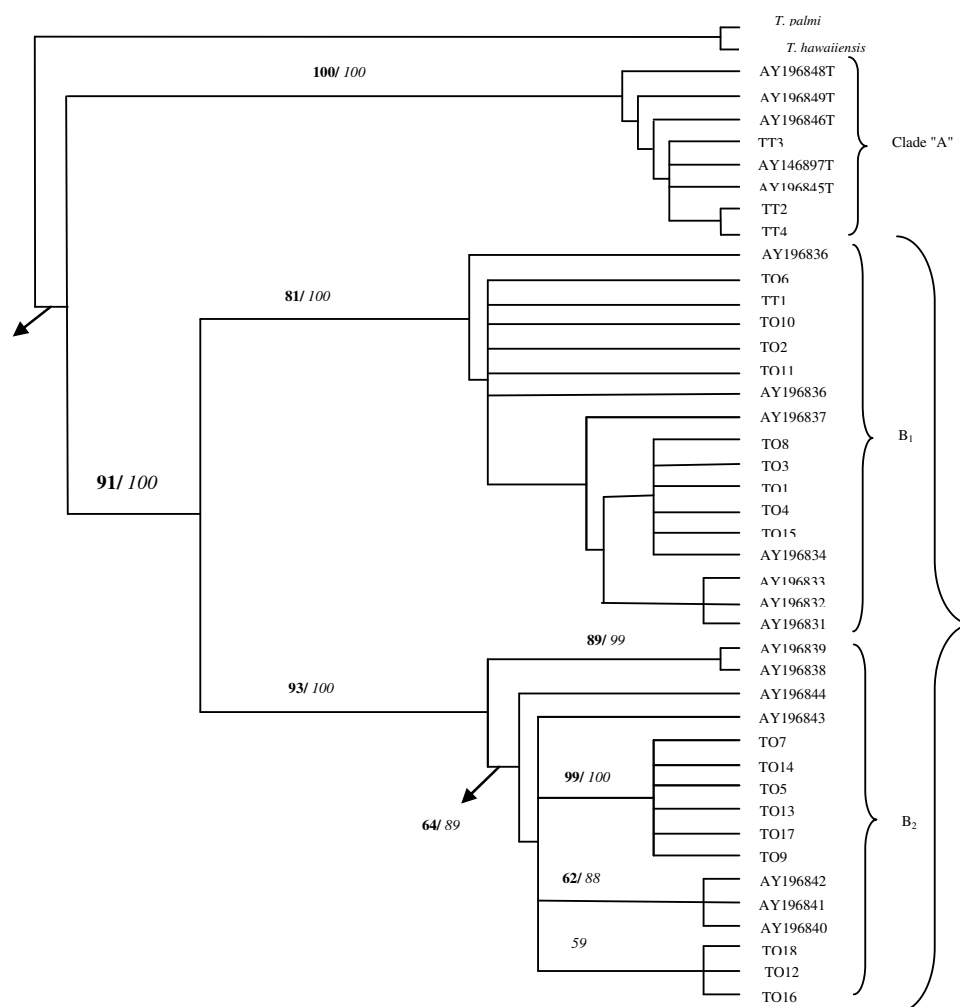 T. palmi
T. hawaiiensis
100/ 100
AY196848T
AY196849T
AY196846T
TT3
AY146897T
AY196845T
TT2
TT4
Clade "A"
AY196836
81/ 100
TO6
TT1
TO10
TO2
TO11
AY196836
AY196837
TO8
B1
TO3
91/ 100
TO1
TO4
TO15
AY196834
AY196833
AY196832
AY196831
89/ 99
AY196839
AY196838
93/ 100
AY196844
AY196843
TO7
TO14
99/ 100
TO5
TO13
64/ 89
B2
TO17
TO9
62/ 88
AY196842
AY196841
AY196840
59
TO18
TO12
TO16